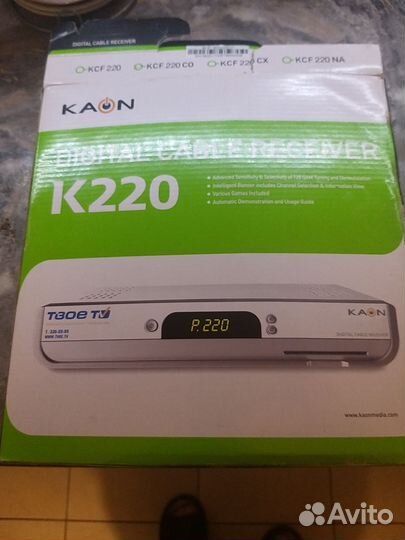 DIGITAL CABLE RECEIVER
KCF 220
KCF 220 CO
KCF 220 CX
KCF 220 NA
KAON
DIGITAL CABLE RECEIVER
K220
Advanced Sensitivity & Selectivity of
Tuning and Demodulation
Intelligent Banner includes Channel Selection & Information
Various Games Included
Automatic Demonstration and Usage Guide
ТВОЕ TV
www.tvoe.tv
P.220
KAON
DIGITAL CABLE RECEIVER
www.kaonmedia.com
Avito